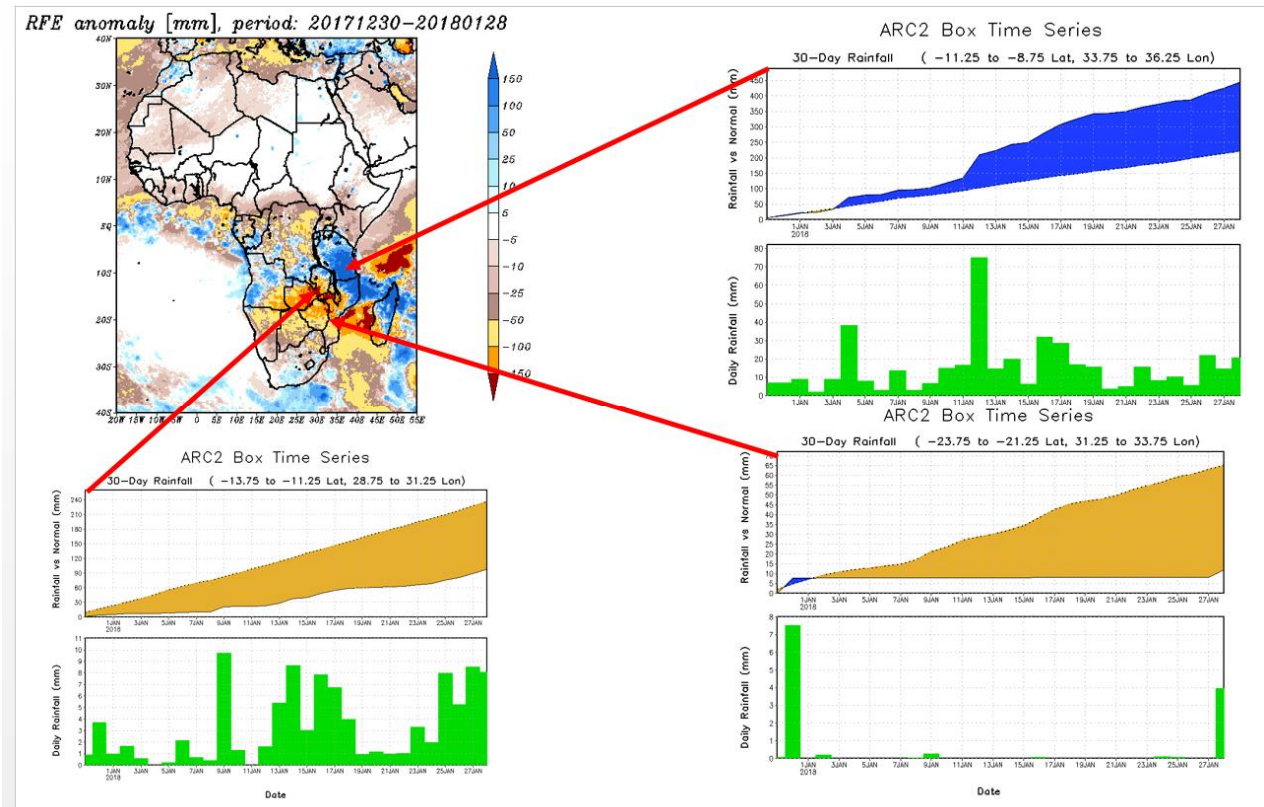 RFE anomaly [mm], period: 20171230-20180128
40N
30N
20N
10N
EQ
10S
20S
30S
40S
20W 15W 10W 5W 0 5E 10E 15E 20E 25E 30E 35E 40E 45E 50E 55E
150
100
50
25
10
5
-5
-10
-25
-50
-100
-150
ARC2 Box Time Series
30-Day Rainfall ( -11.25 to -8.75 Lat, 33.75 to 36.25 Lon)
Rainfall vs Normal (mm)
450
400
350
300
250
200
150
100
50
0
1JAN 3JAN 5JAN 7JAN 9JAN 11JAN 13JAN 15JAN 17JAN 19JAN 21JAN 23JAN 25JAN 27JAN
2018
Daily Rainfall (mm)
80
70
60
50
40
30
20
10
0
1JAN 3JAN 5JAN 7JAN 9JAN 11JAN 13JAN 15JAN 17JAN 19JAN 21JAN 23JAN 25JAN 27JAN
ARC2 Box Time Series
30-Day Rainfall ( -23.75 to -21.25 Lat, 31.25 to 33.75 Lon)
Rainfall vs Normal (mm)
65
60
55
50
45
40
35
30
25
20
15
10
5
0
1JAN 3JAN 5JAN 7JAN 9JAN 11JAN 13JAN 15JAN 17JAN 19JAN 21JAN 23JAN 25JAN 27JAN
2018
Daily Rainfall (mm)
8
7
6
5
4
3
2
1
0
1JAN 3JAN 5JAN 7JAN 9JAN 11JAN 13JAN 15JAN 17JAN 19JAN 21JAN 23JAN 25JAN 27JAN
2018
Date
ARC2 Box Time Series
30-Day Rainfall ( -13.75 to -11.25 Lat, 28.75 to 31.25 Lon)
Rainfall vs Normal (mm)
240
210
180
150
120
90
60
30
0
1JAN 3JAN 5JAN 7JAN 9JAN 11JAN 13JAN 15JAN 17JAN 19JAN 21JAN 23JAN 25JAN 27JAN
2018
Daily Rainfall (mm)
11
10
9
8
7
6
5
4
3
2
1
0
1JAN 3JAN 5JAN 7JAN 9JAN 11JAN 13JAN 15JAN 17JAN 19JAN 21JAN 23JAN 25JAN 27JAN
2018
Date